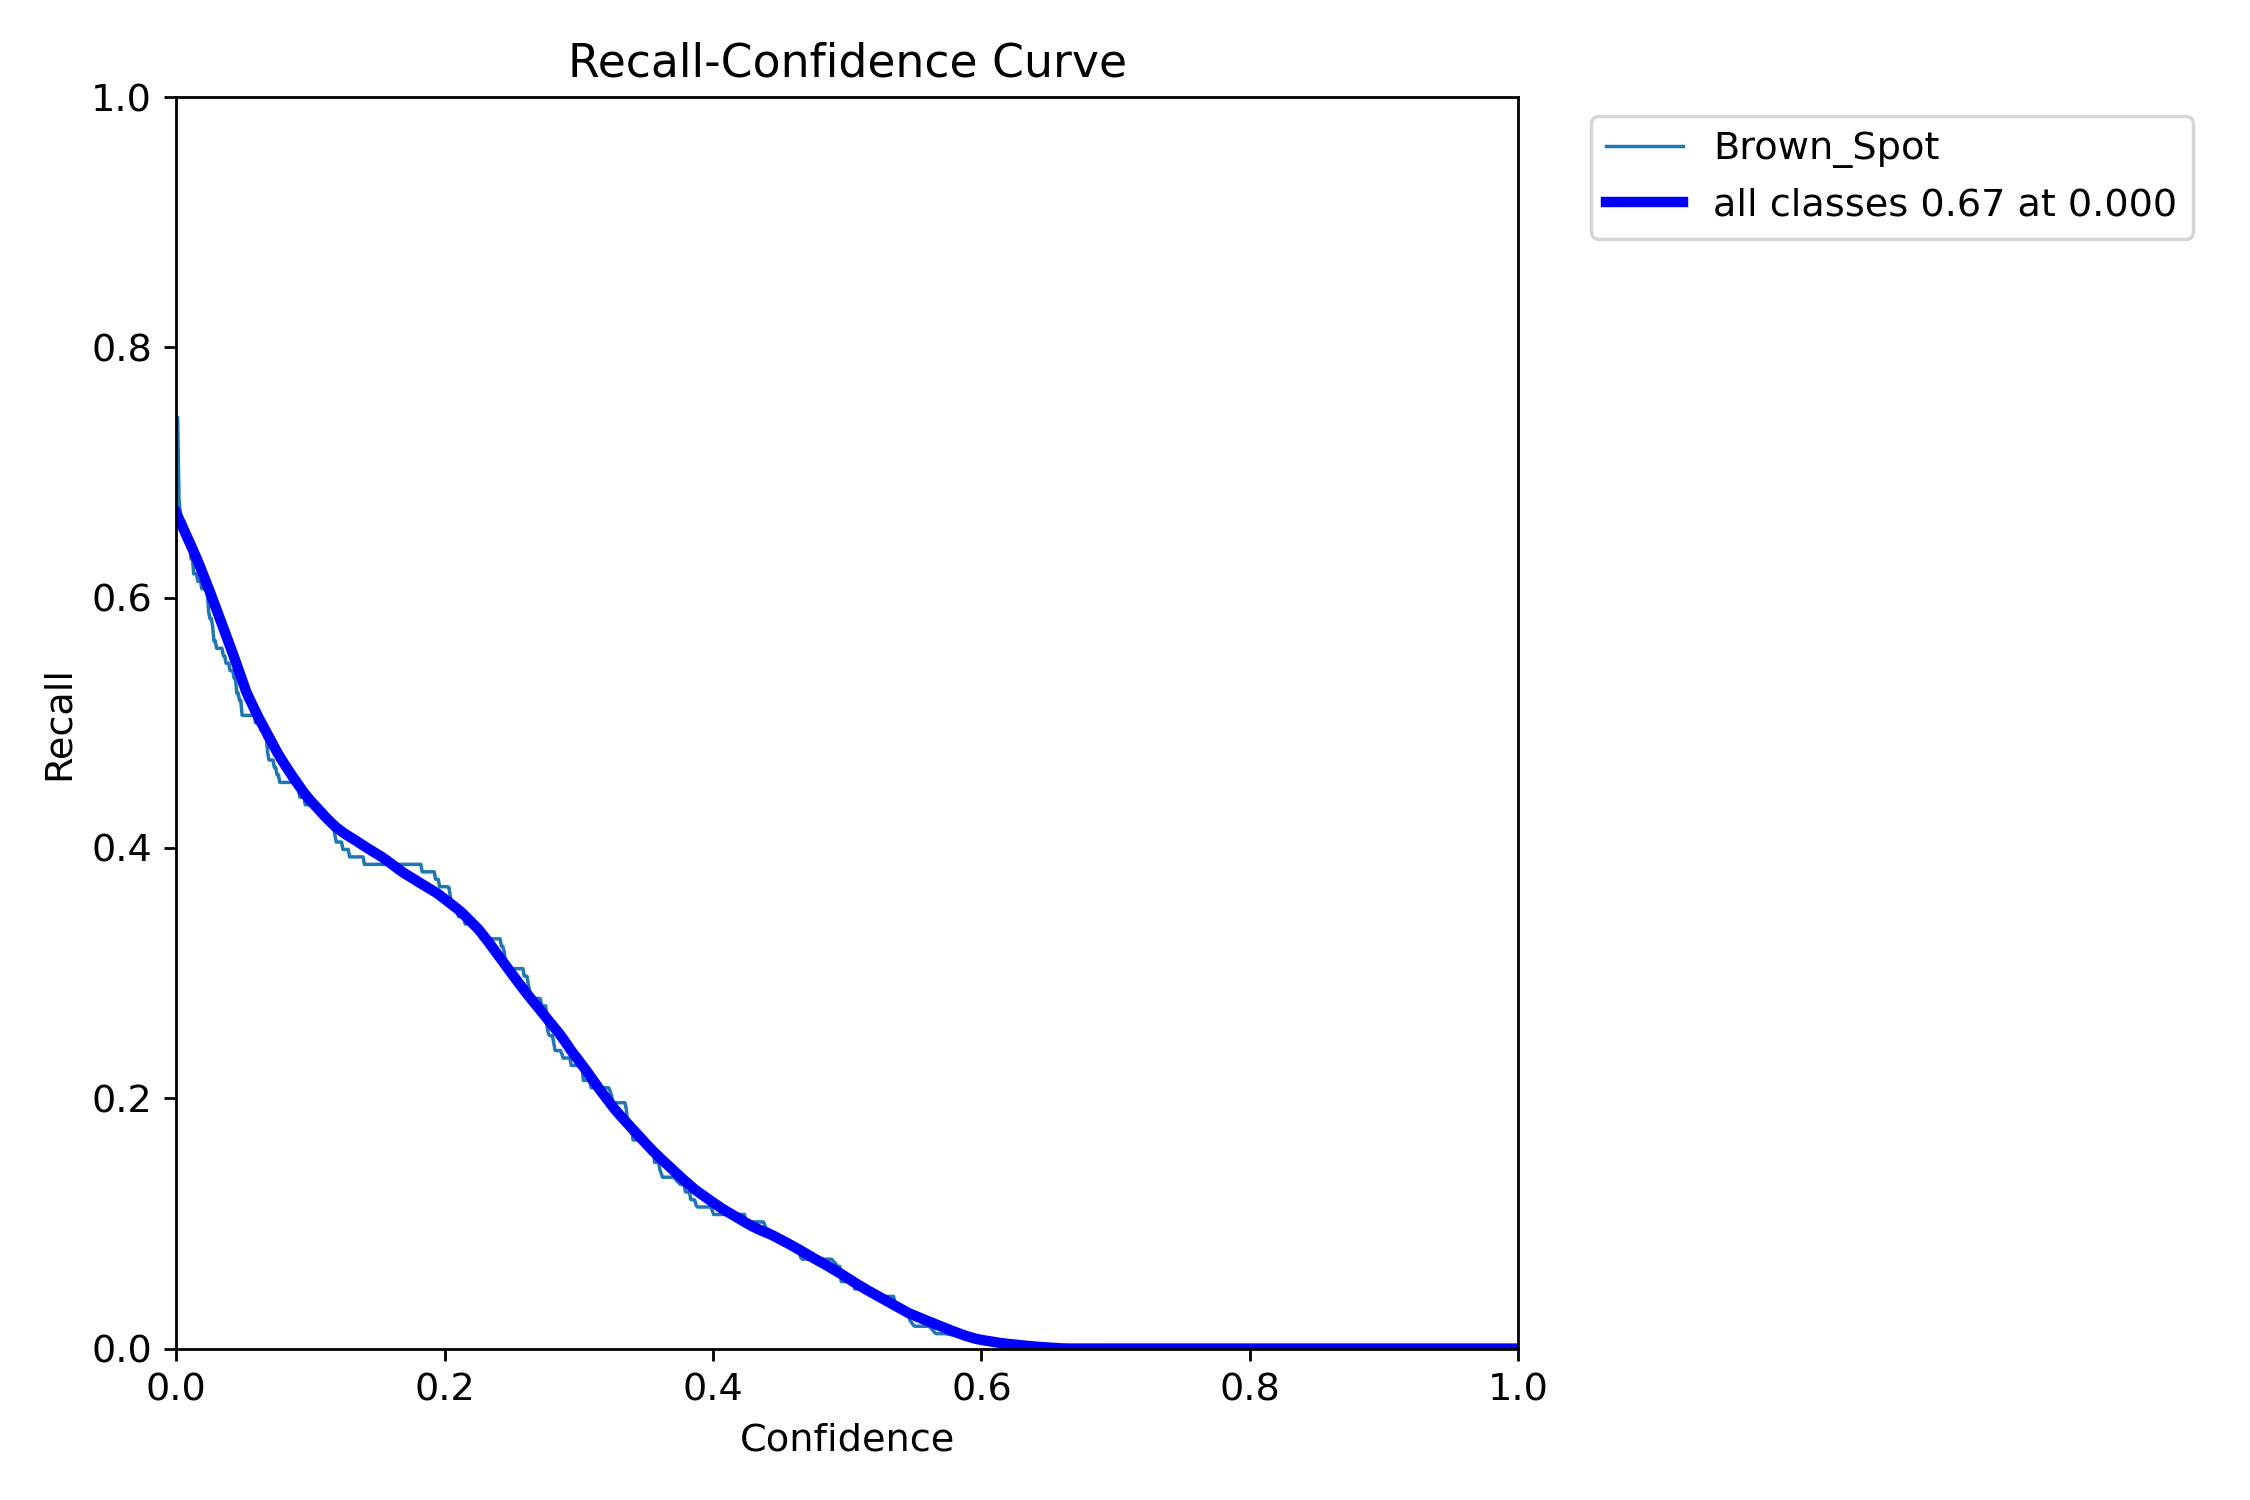 Recall-Confidence Curve
1.0
0.8
0.6
0.4
0.2
0.0
Recall
0.0 0.2 0.4 0.6 0.8 1.0
Confidence
Brown_Spot
all classes 0.67 at 0.000